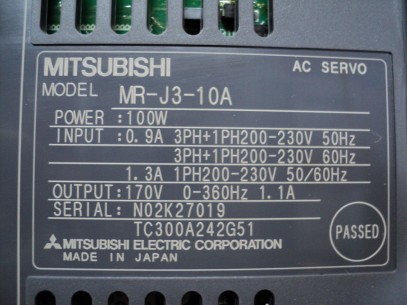 MITSUBISHI AC SERVO
MODEL MR-J3-10A
POWER :100W
INPUT :0.9A 3PH+1PH200-230V 50Hz
3PH+1PH200-230V 60Hz
1.3A 1PH200-230V 50/60Hz
OUTPUT:170V 0-360Hz 1.1A
SERIAL: N02K27019
TC300A242G51
PASSED
MITSUBISHI ELECTRIC CORPORATION
MADE IN JAPAN